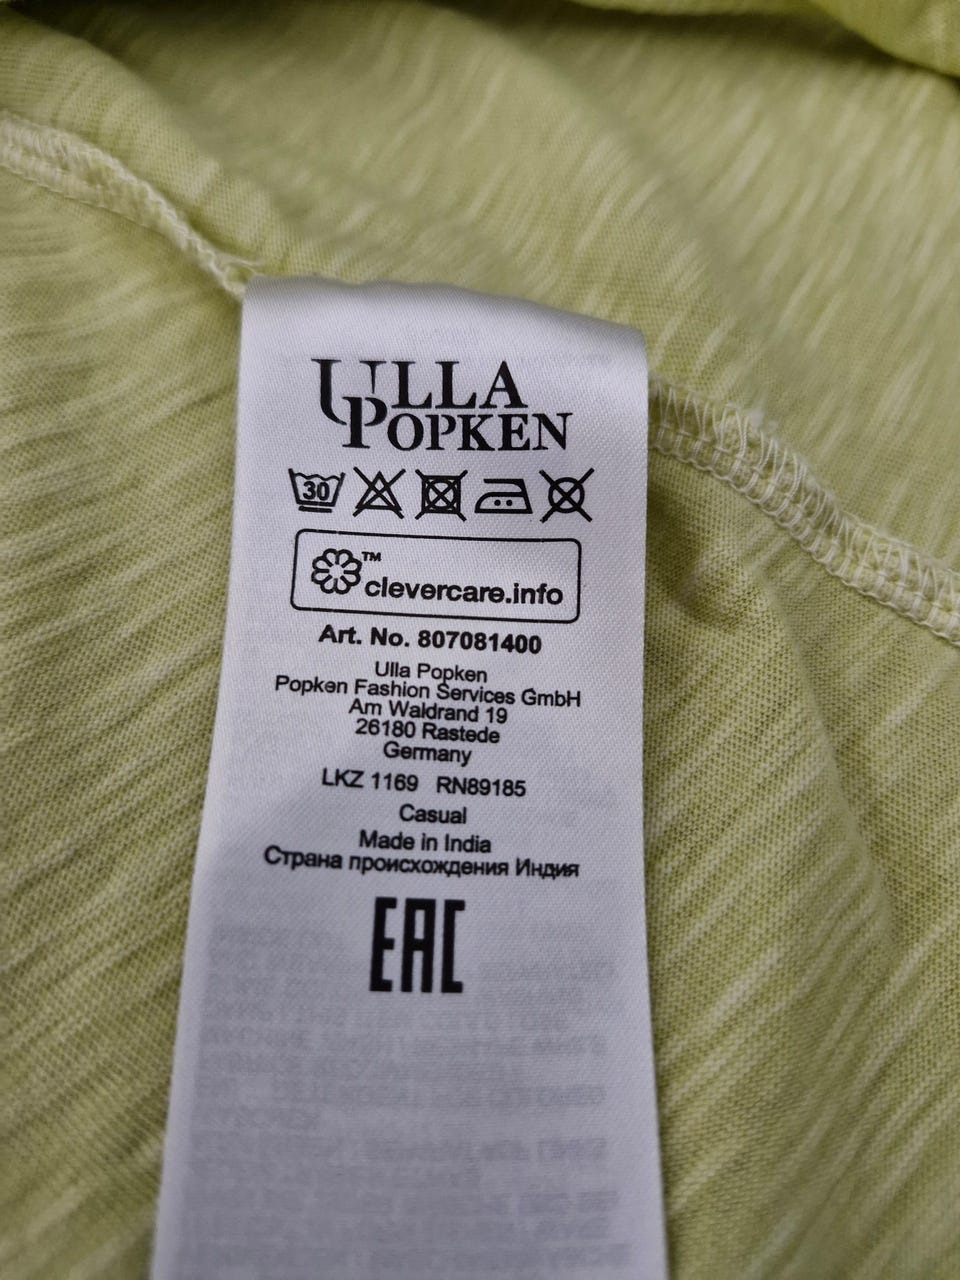 ULLA
POPKEN
30
™
clevercare.info
Art. No. 807081400
Ulla Popken
Popken Fashion Services GmbH
Am Waldrand 19
26180 Rastede
Germany
LKZ 1169 RN89185
Casual
Made in India
Страна происхождения Индия
EAC